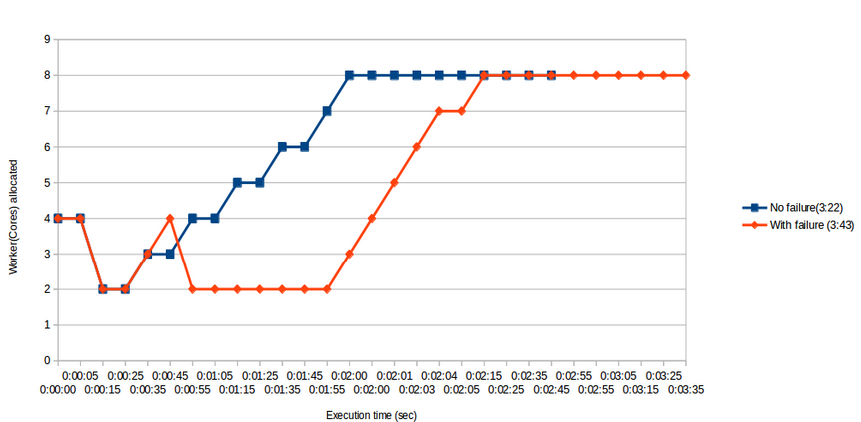 9
8
7
6
5
4
3
2
1
0
Worker(Cores) allocated
0:00:05 0:00:25 0:00:45 0:01:05 0:01:25 0:01:45 0:02:00 0:02:01 0:02:04 0:02:15 0:02:35 0:02:55 0:03:05 0:03:25
0:00:00 0:00:15 0:00:35 0:00:55 0:01:15 0:01:35 0:01:55 0:02:00 0:02:03 0:02:05 0:02:25 0:02:45 0:02:55 0:03:15 0:03:35
Execution time (sec)
No failure(3:22)
With failure (3:43)